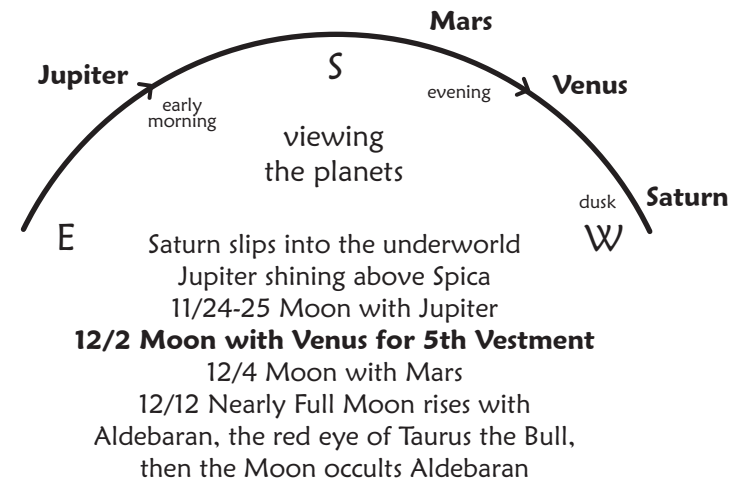 Mars
Jupiter
S
Venus
early
morning
evening
viewing
the planets
dusk
Saturn
E
W
Saturn slips into the underworld
Jupiter shining above Spica
11/24-25 Moon with Jupiter
12/2 Moon with Venus for 5th Vestment
12/4 Moon with Mars
12/12 Nearly Full Moon rises with
Aldebaran, the red eye of Taurus the Bull,
then the Moon occults Aldebaran